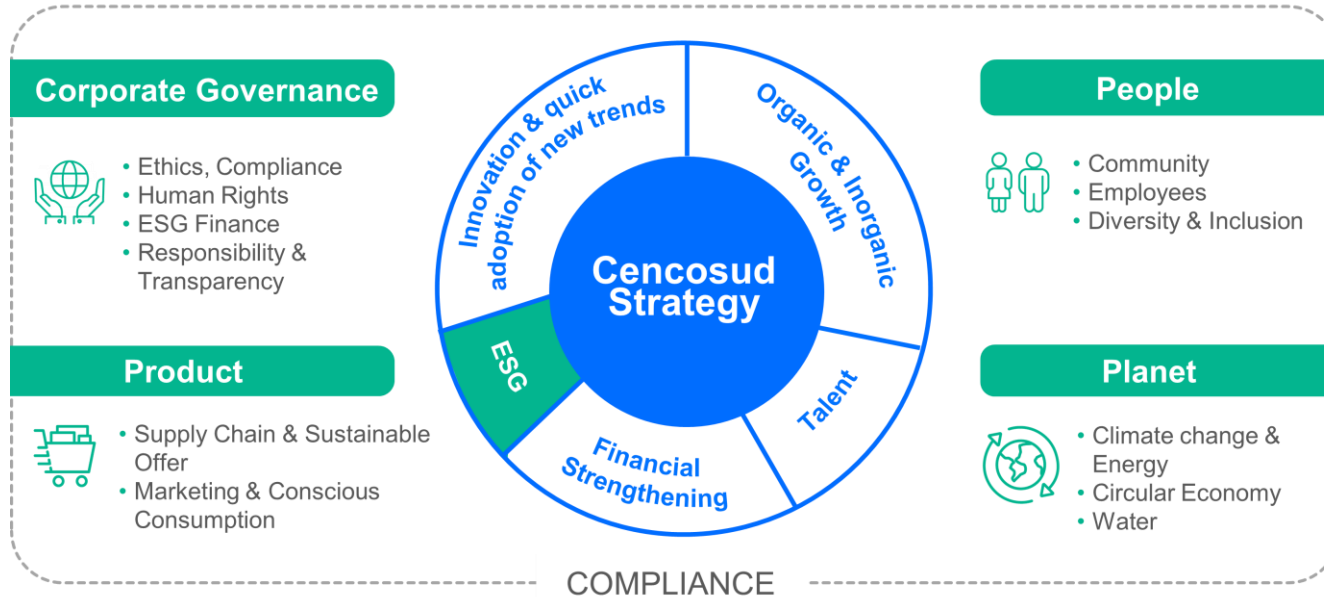 Corporate Governance
• Ethics, Compliance
• Human Rights
• ESG Finance
• Responsibility &
Transparency
Product
• Supply Chain & Sustainable
Offer
• Marketing & Conscious
Consumption
Innovation & quick
adoption of new trends
Organic & Inorganic
Growth
Cencosud
Strategy
ESG
Talent
Financial
Strengthening
People
• Community
• Employees
• Diversity & Inclusion
Planet
• Climate change &
Energy
• Circular Economy
• Water
COMPLIANCE